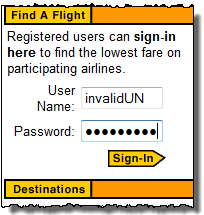 Find A Flight
Registered users can sign-in
here to find the lowest fare on
participating airlines.
User
Name: invalidUN
Password: ●●●●●●●●●
Sign-In
Destinations